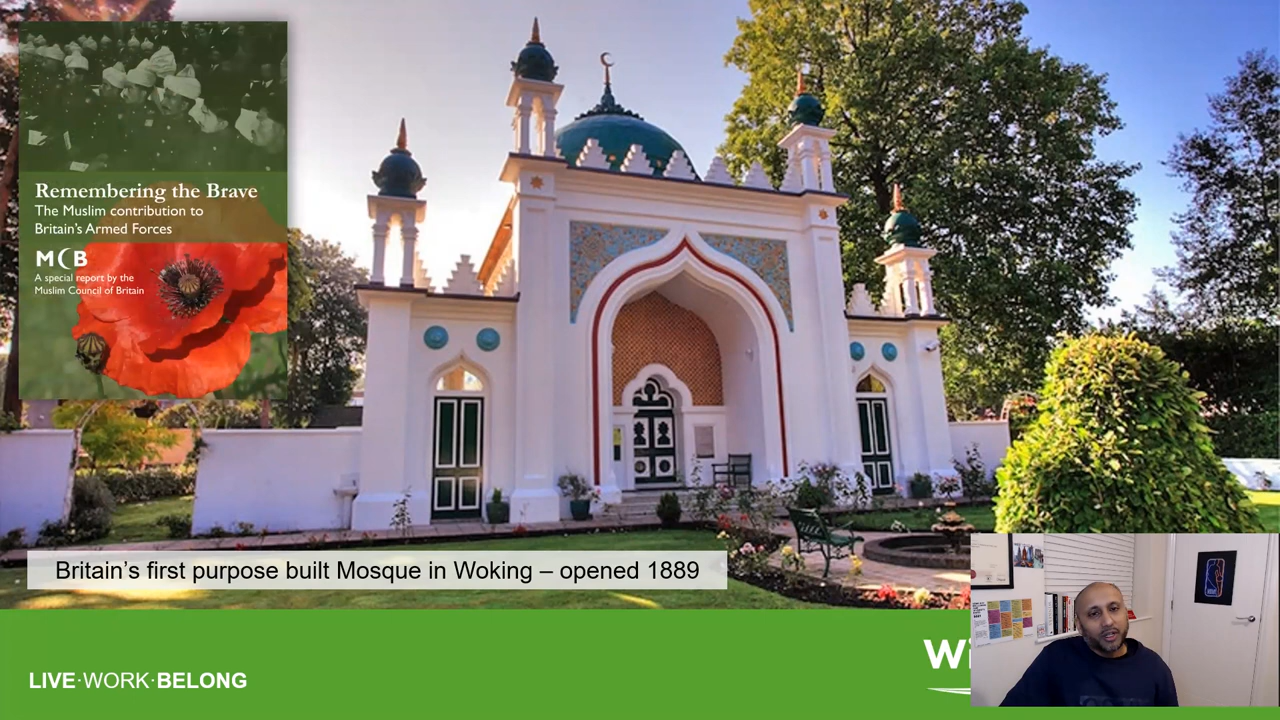 Remembering the Brave
The Muslim contribution to
Britain's Armed Forces
MCB
A special report by the
Muslim Council of Britain
Britain's first purpose built Mosque in Woking – opened 1889
LIVE·WORK·BELONG